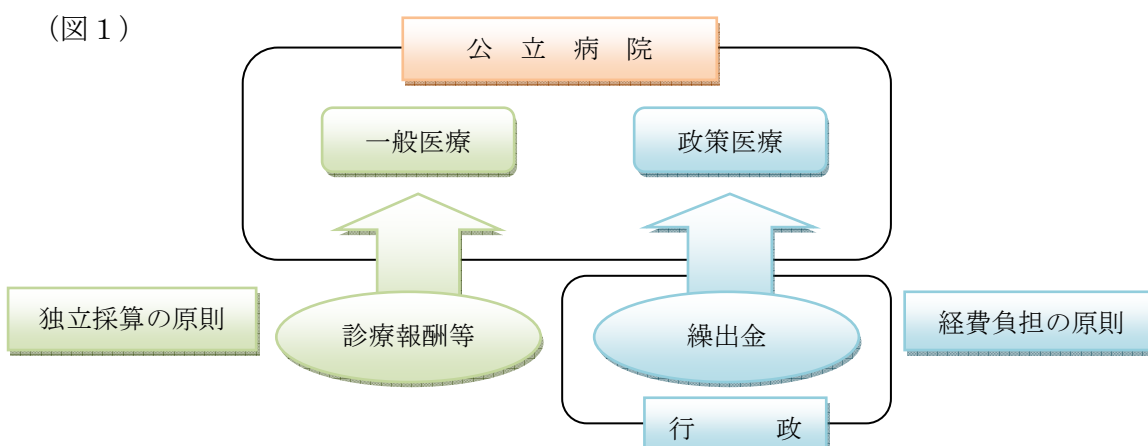 (図1)
公立病院
一般医療
政策医療
独立採算の原則
診療報酬等
繰出金
経費負担の原則
行政